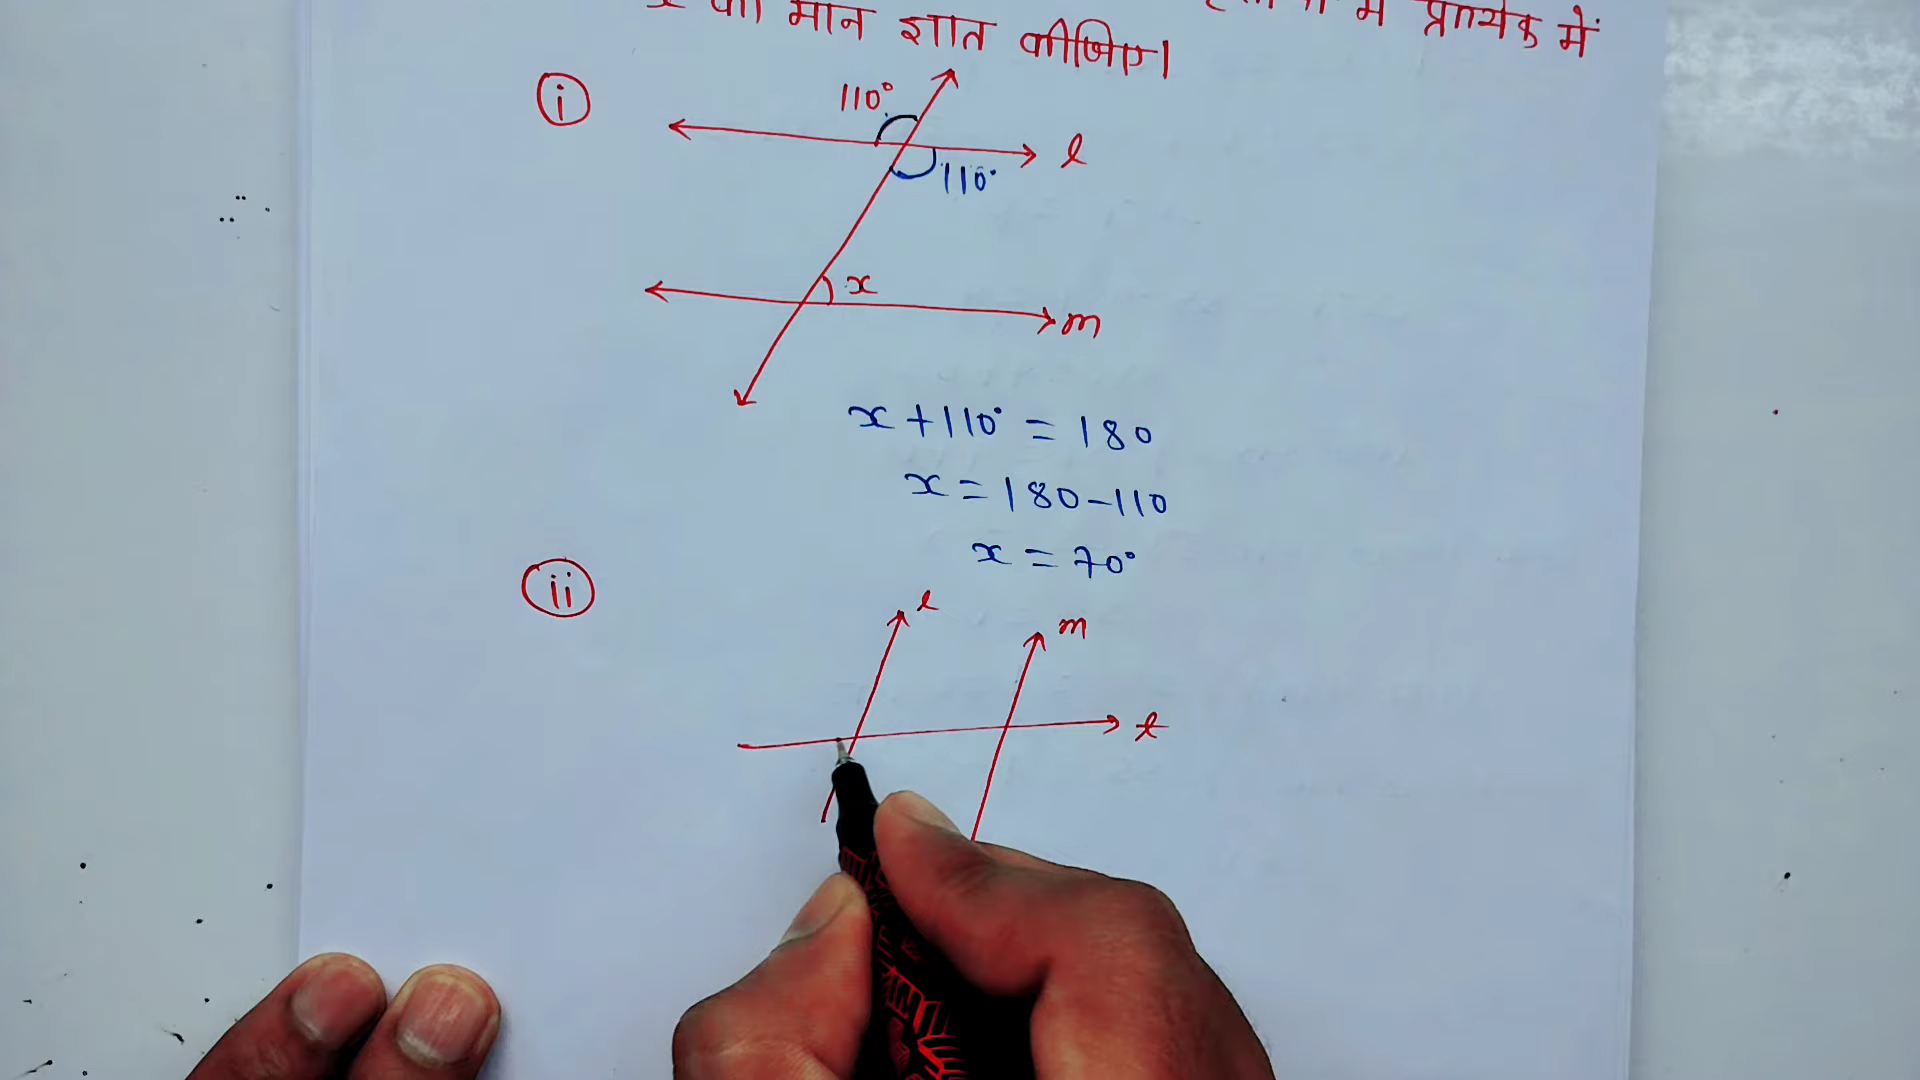 का मान ज्ञात कीजिए। में प्रत्येक में
i
110°
l
110°
x
m
x + 110° = 180
x = 180 - 110
x = 70°
ii
l
m
t